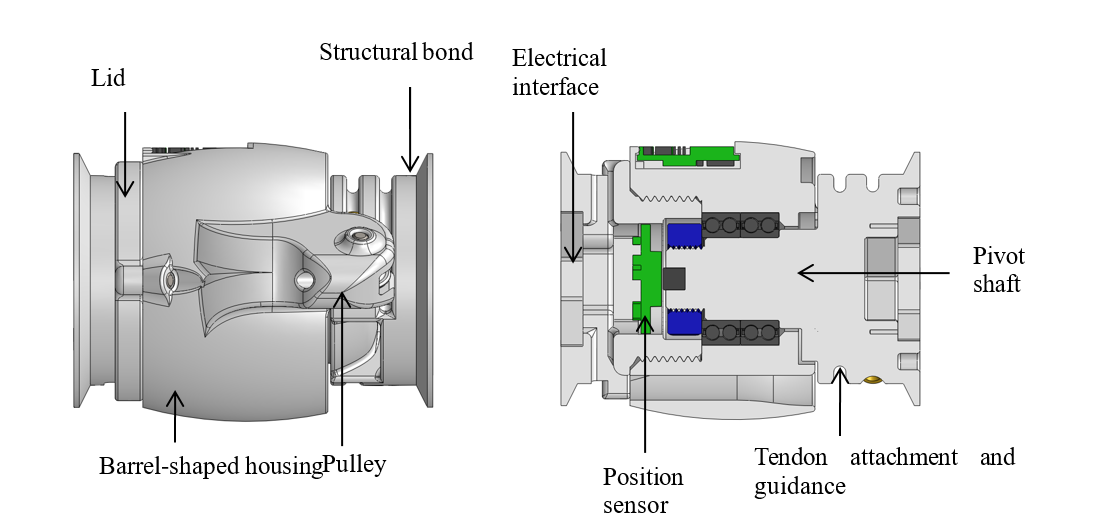 Structural bond
Lid
Electrical
interface
Pivot
shaft
Barrel-shaped housing
Pulley
Position
sensor
Tendon attachment and
guidance